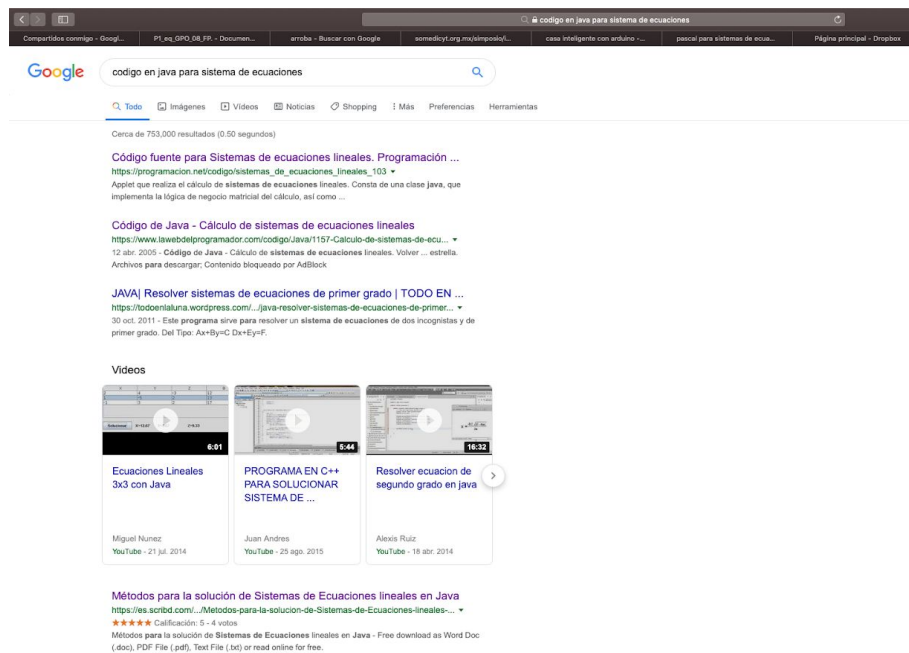 codigo en java para sistema de ecuaciones
Compartidos conmigo - Googl... P1_eq_GPO_08_FP. - Documen... arroba - Buscar con Google somedicyt.org.mx/simposio/i... casa inteligente con arduino -... pascal para sistemas de ecua... Página principal - Dropbox
Google codigo en java para sistema de ecuaciones
Todo Imágenes Vídeos Noticias Shopping Más Preferencias Herramientas
Cerca de 753,000 resultados (0.50 segundos)
Código fuente para Sistemas de ecuaciones lineales. Programación ...
https://programacion.net/codigo/sistemas_de_ecuaciones_lineales_103
Applet que realiza el cálculo de sistemas de ecuaciones lineales. Consta de una clase java, que
implementa la lógica de negocio matricial del cálculo, así como ...
Código de Java - Cálculo de sistemas de ecuaciones lineales
https://www.lawebdelprogramador.com/codigo/Java/1157-Calculo-de-sistemas-de-ecu...
12 abr. 2005 - Código de Java - Cálculo de sistemas de ecuaciones lineales. Volver ... estrella.
Archivos para descargar; Contenido bloqueado por AdBlock
JAVA| Resolver sistemas de ecuaciones de primer grado | TODO EN ...
https://todoenlaluna.wordpress.com/.../java-resolver-sistemas-de-ecuaciones-de-primer...
30 oct. 2011 - Este programa sirve para resolver un sistema de ecuaciones de dos incognistas y de
primer grado. Del Tipo: Ax+By=C Dx+Ey=F.
Videos
6:01 5:44 16:32
Ecuaciones Lineales
3x3 con Java
PROGRAMA EN C++
PARA SOLUCIONAR
SISTEMA DE ...
Resolver ecuacion de
segundo grado en java
Miguel Nunez
YouTube - 21 jul. 2014
Juan Andres
YouTube - 25 ago. 2015
Alexis Ruiz
YouTube - 18 abr. 2014
Métodos para la solución de Sistemas de Ecuaciones lineales en Java
https://es.scribd.com/.../Metodos-para-la-solucion-de-Sistemas-de-Ecuaciones-lineales-...
★★★★★ Calificación: 5 - 4 votos
Métodos para la solución de Sistemas de Ecuaciones lineales en Java - Free download as Word Doc
(.doc), PDF File (.pdf), Text File (.txt) or read online for free.